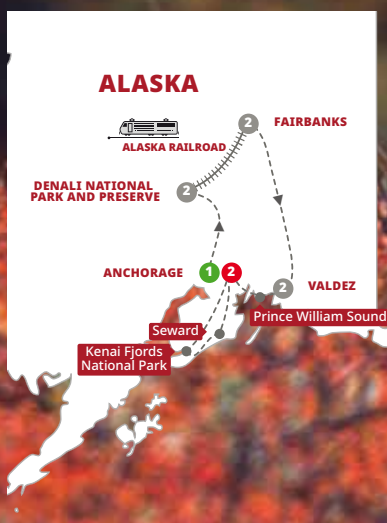 ALASKA
2
FAIRBANKS
ALASKA RAILROAD
DENALI NATIONAL
PARK AND PRESERVE
2
ANCHORAGE
1
2
2
VALDEZ
Prince William Sound
Seward
Kenai Fjords
National Park